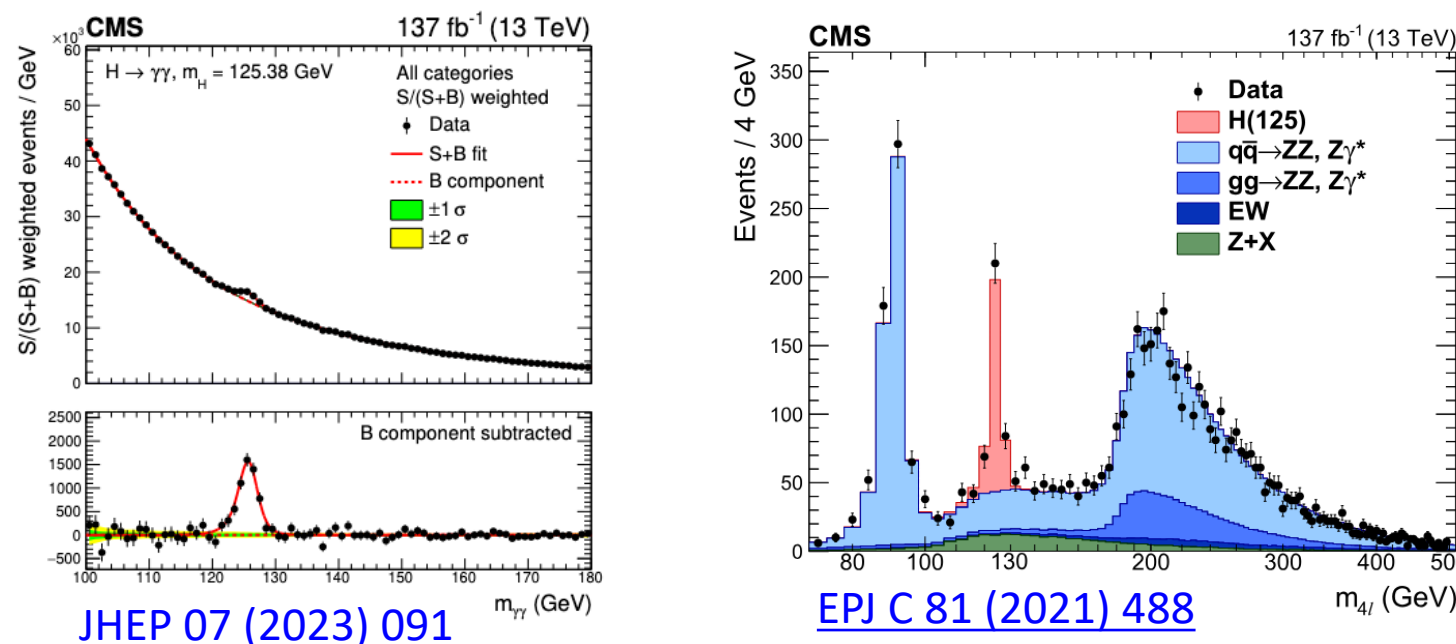 CMS 137 fb⁻¹ (13 TeV)
×10³
60
50
40
30
20
10
0
S/(S+B) weighted events / GeV
H → γγ, m_H = 125.38 GeV
All categories
S/(S+B) weighted
Data
S+B fit
B component
±1 σ
±2 σ
2500
2000
1500
1000
500
0
−500
B component subtracted
100 110 120 130 140 150 160 170 180
m_γγ (GeV)
JHEP 07 (2023) 091
CMS 137 fb⁻¹ (13 TeV)
350
300
250
200
150
100
50
0
Events / 4 GeV
Data
H(125)
qq̄→ZZ, Zγ*
gg→ZZ, Zγ*
EW
Z+X
80 100 130 200 300 400 50
m_4l (GeV)
EPJ C 81 (2021) 488